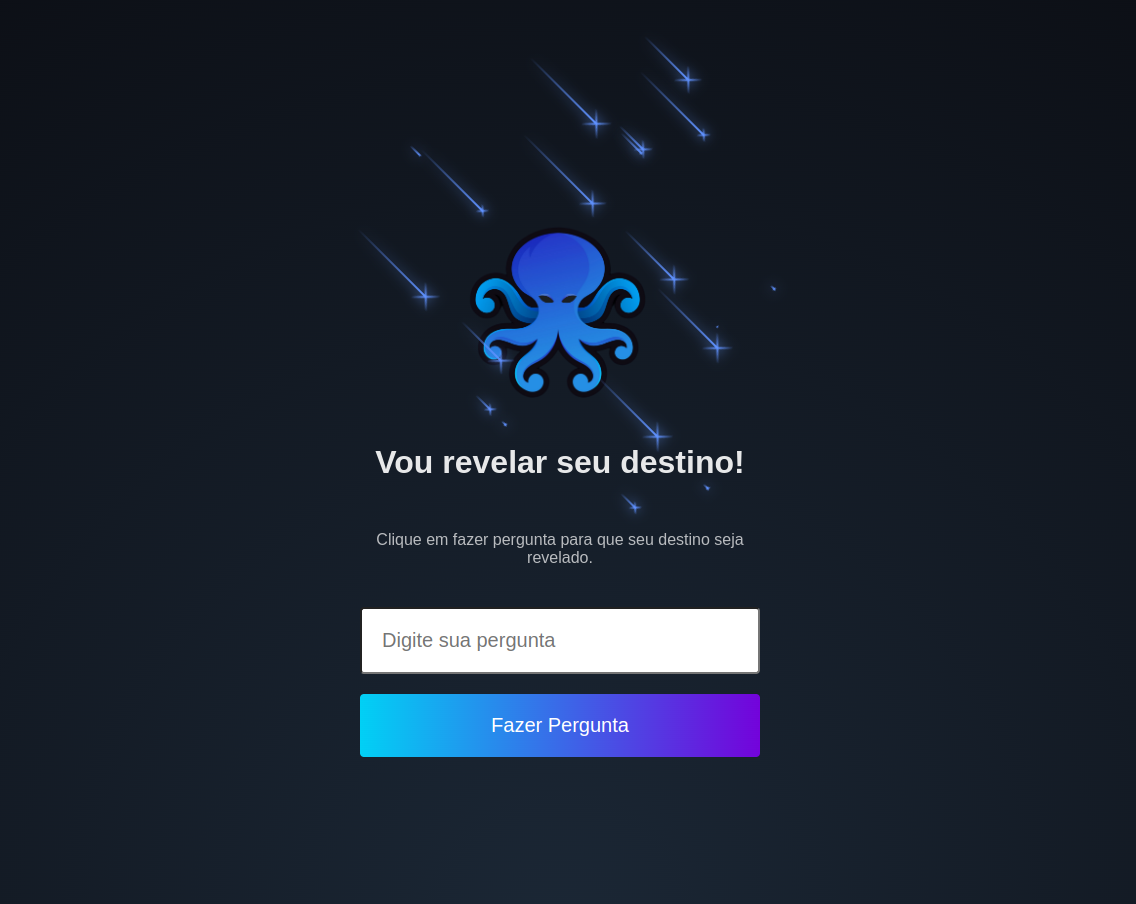 Vou revelar seu destino!
Clique em fazer pergunta para que seu destino seja
revelado.
Digite sua pergunta
Fazer Pergunta